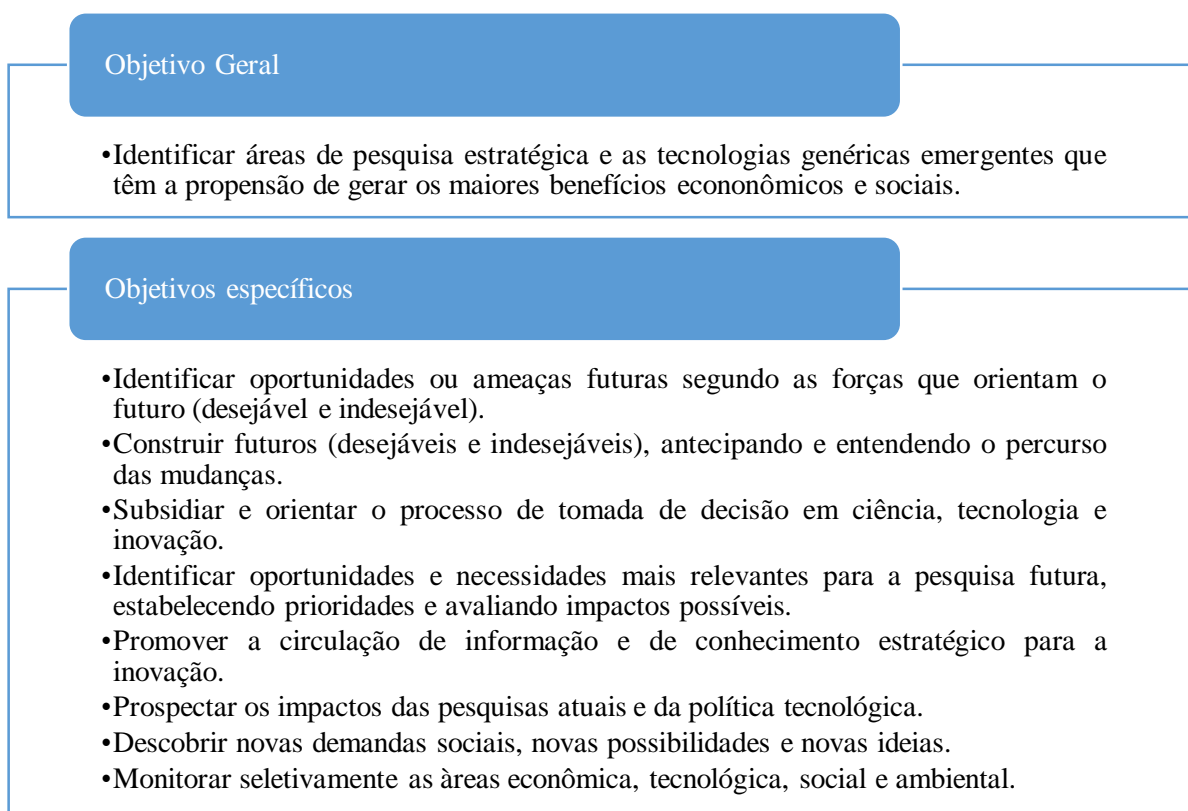 Objetivo Geral
•Identificar áreas de pesquisa estratégica e as tecnologias genéricas emergentes que
têm a propensão de gerar os maiores benefícios econonômicos e sociais.
Objetivos específicos
•Identificar oportunidades ou ameaças futuras segundo as forças que orientam o
futuro (desejável e indesejável).
•Construir futuros (desejáveis e indesejáveis), antecipando e entendendo o percurso
das mudanças.
•Subsidiar e orientar o processo de tomada de decisão em ciência, tecnologia e
inovação.
•Identificar oportunidades e necessidades mais relevantes para a pesquisa futura,
estabelecendo prioridades e avaliando impactos possíveis.
•Promover a circulação de informação e de conhecimento estratégico para a
inovação.
•Prospectar os impactos das pesquisas atuais e da política tecnológica.
•Descobrir novas demandas sociais, novas possibilidades e novas ideias.
•Monitorar seletivamente as àreas econômica, tecnológica, social e ambiental.